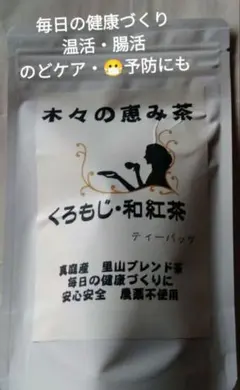 毎日の健康づくり
温活・腸活
のどケア・😷予防にも
木々の恵み茶
くろもじ・和紅茶
ティーバッグ
真庭産 里山ブレンド茶
毎日の健康づくりに
安心安全 農薬不使用